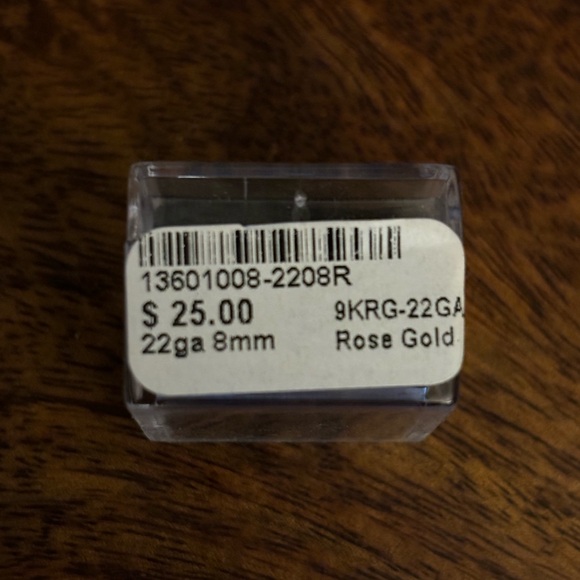 13601008-2208R
$ 25.00 9KRG-22GA
22ga 8mm Rose Gold